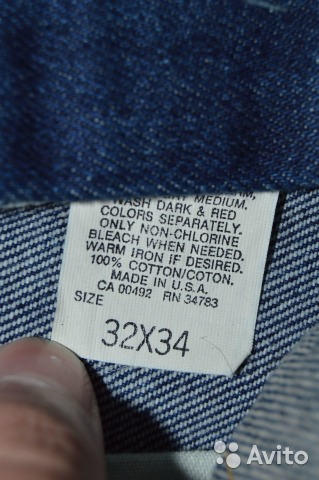 MEDIUM.
WASH DARK & RED
COLORS SEPARATELY.
ONLY NON-CHLORINE
BLEACH WHEN NEEDED.
WARM IRON IF DESIRED.
100% COTTON/COTON.
MADE IN U.S.A.
CA 00492 RN 34783
SIZE
32X34
Avito